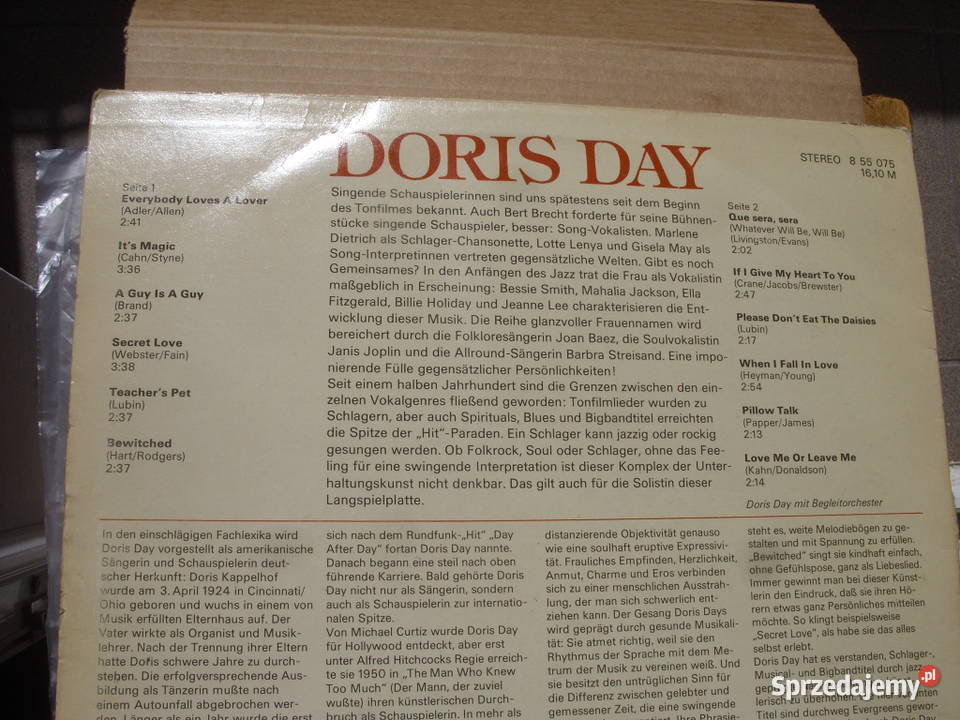 DORIS DAY
STEREO 8 55 075
16,10 M
Seite 1
Everybody Loves A Lover
(Adler/Allen)
2:41
It's Magic
(Cahn/Styne)
3:36
A Guy Is A Guy
(Brand)
2:37
Secret Love
(Webster/Fain)
3:38
Teacher's Pet
(Lubin)
2:37
Bewitched
(Hart/Rodgers)
2:37
Singende Schauspielerinnen sind uns spätestens seit dem Beginn
des Tonfilmes bekannt. Auch Bert Brecht forderte für seine Bühnen-
stücke singende Schauspieler, besser: Song-Vokalisten. Marlene
Dietrich als Schlager-Chansonette, Lotte Lenya und Gisela May als
Song-Interpretinnen vertreten gegensätzliche Welten. Gibt es noch
Gemeinsames? In den Anfängen des Jazz trat die Frau als Vokalistin
maßgeblich in Erscheinung: Bessie Smith, Mahalia Jackson, Ella
Fitzgerald, Billie Holiday und Jeanne Lee charakterisieren die Ent-
wicklung dieser Musik. Die Reihe glanzvoller Frauennamen wird
bereichert durch die Folkloresängerin Joan Baez, die Soulvokalistin
Janis Joplin und die Allround-Sängerin Barbra Streisand. Eine impo-
nierende Fülle gegensätzlicher Persönlichkeiten!
Seit einem halben Jahrhundert sind die Grenzen zwischen den ein-
zelnen Vokalgenres fließend geworden: Tonfilmlieder wurden zu
Schlagern, aber auch Spirituals, Blues und Bigbandtitel erreichten
die Spitze der „Hit"-Paraden. Ein Schlager kann jazzig oder rockig
gesungen werden. Ob Folkrock, Soul oder Schlager, ohne das Fee-
ling für eine swingende Interpretation ist dieser Komplex der Unter-
haltungskunst nicht denkbar. Das gilt auch für die Solistin dieser
Langspielplatte.
Seite 2
Que sera, sera
(Whatever Will Be, Will Be)
(Livingston/Evans)
2:02
If I Give My Heart To You
(Crane/Jacobs/Brewster)
2:47
Please Don't Eat The Daisies
(Lubin)
2:17
When I Fall In Love
(Heyman/Young)
2:54
Pillow Talk
(Papper/James)
2:13
Love Me Or Leave Me
(Kahn/Donaldson)
2:14
Doris Day mit Begleitorchester
In den einschlägigen Fachlexika wird
Doris Day vorgestellt als amerikanische
Sängerin und Schauspielerin deut-
scher Herkunft: Doris Kappelhof
wurde am 3. April 1924 in Cincinnati/
Ohio geboren und wuchs in einem von
Musik erfüllten Elternhaus auf. Der
Vater wirkte als Organist und Musik-
lehrer. Nach der Trennung ihrer Eltern
hatte Doris schwere Jahre zu durch-
stehen. Die erfolgversprechende Aus-
bildung als Tänzerin mußte nach
einem Autounfall abgebrochen wer-
den. Länger als ein Jahr wurde die erst
sich nach dem Rundfunk-„Hit" „Day
After Day" fortan Doris Day nannte.
Danach begann eine steil nach oben
führende Karriere. Bald gehörte Doris
Day nicht nur als Sängerin, sondern
auch als Schauspielerin zur internatio-
nalen Spitze.
Von Michael Curtiz wurde Doris Day
für Hollywood entdeckt, aber erst
unter Alfred Hitchcocks Regie erreich-
te sie 1950 in „The Man Who Knew
Too Much" (Der Mann, der zuviel
wußte) ihren künstlerischen Durch-
bruch als Schauspielerin. In mehr als
distanzierende Objektivität genauso
wie eine soulhaft eruptive Expressivi-
tät. Frauliches Empfinden, Herzlichkeit,
Anmut, Charme und Eros verbinden
sich zu einer menschlichen Ausstrah-
lung, der man sich schwerlich ent-
ziehen kann. Der Gesang Doris Days
wird geprägt durch gesunde Musikali-
tät: Sie atmet richtig, weil sie den
Rhythmus der Sprache mit dem Me-
trum der Musik zu vereinen weiß. Und
sie besitzt den untrüglichen Sinn für
die Differenz zwischen gelebter und
gemessener Zeit, die eine swingende
gestattet. Ihre Phrasie-
steht es, weite Melodiebögen zu ge-
stalten und mit Spannung zu erfüllen.
„Bewitched" singt sie kindhaft einfach,
ohne Gefühlspose, ganz als Liebeslied.
Immer gewinnt man bei dieser Künst-
lerin den Eindruck, daß sie ihren Hö-
rern etwas ganz Persönliches mitteilen
möchte. So klingt beispielsweise
„Secret Love", als habe sie das alles
selbst erlebt.
Doris Day hat es verstanden, Schlager-,
Musical- und Bigbandtitel durch jazz-
Titel sind durchweg Evergreens gewor-
Sprzedajemy.pl